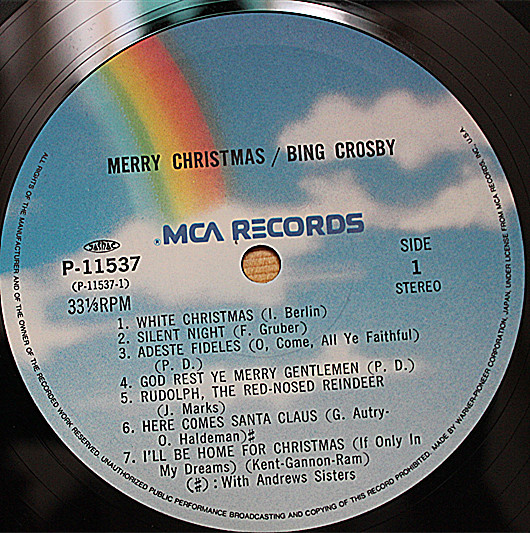 MERRY CHRISTMAS / BING CROSBY
® MCA RECORDS
JASRAC
P-11537
(P-11537-1)
33⅓RPM
SIDE
1
STEREO
1. WHITE CHRISTMAS (I. Berlin)
2. SILENT NIGHT (F. Gruber)
3. ADESTE FIDELES (O, Come, All Ye Faithful)
(P. D.)
4. GOD REST YE MERRY GENTLEMEN (P. D.)
5. RUDOLPH, THE RED-NOSED REINDEER
(J. Marks)
6. HERE COMES SANTA CLAUS (G. Autry-
O. Haldeman)♯
7. I'LL BE HOME FOR CHRISTMAS (If Only In
My Dreams) (Kent-Gannon-Ram)
(♯) : With Andrews Sisters
ALL RIGHTS OF THE MANUFACTURER AND OF THE OWNER OF THE RECORDED WORK RESERVED. UNAUTHORIZED PUBLIC PERFORMANCE BROADCASTING AND COPYING OF THIS RECORD PROHIBITED. MADE BY WARNER-PIONEER CORPORATION, JAPAN, UNDER LICENSE FROM MCA RECORDS, INC., U.S.A.